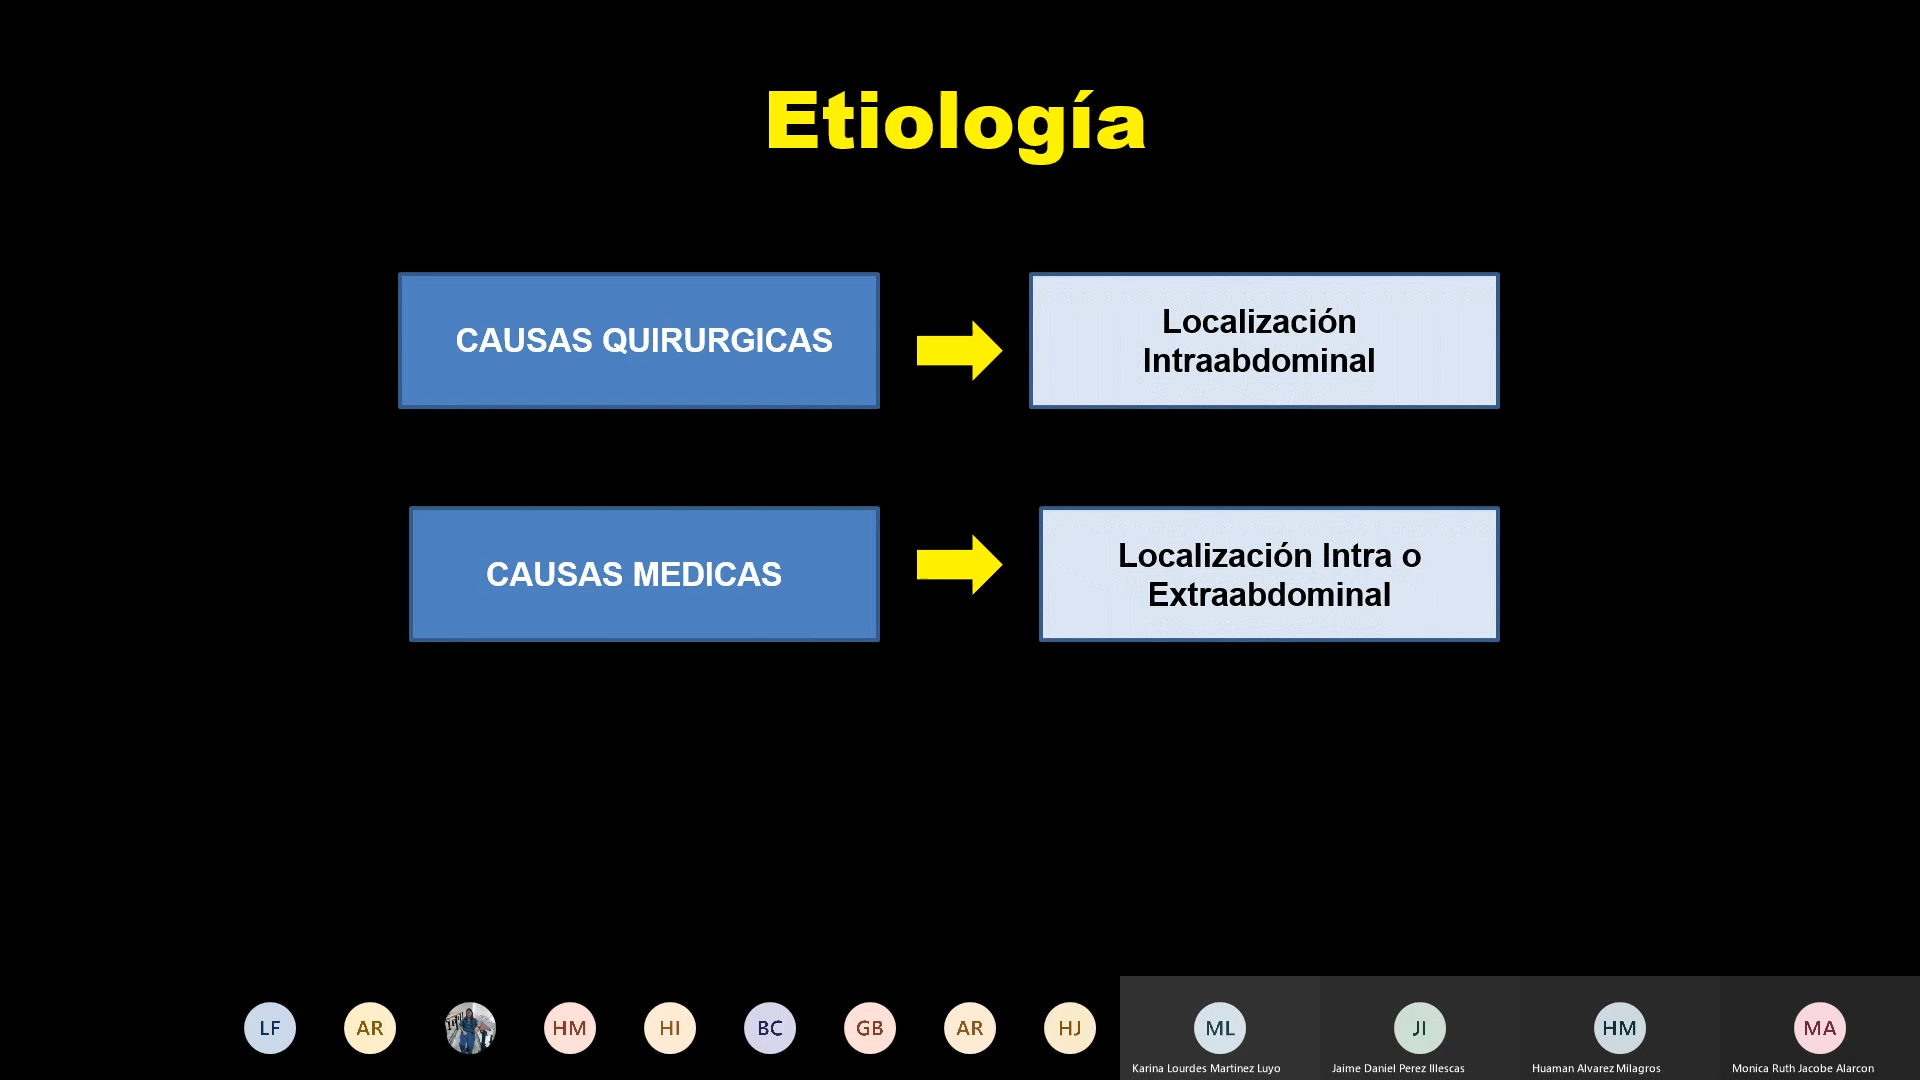 Etiología
CAUSAS QUIRURGICAS
Localización
Intraabdominal
CAUSAS MEDICAS
Localización Intra o
Extraabdominal
LF
AR
HM
HI
BC
GB
AR
HJ
ML
JI
HM
MA
Karina Lourdes Martinez Luyo
Jaime Daniel Perez Illescas
Huaman Alvarez Milagros
Monica Ruth Jacobe Alarcon